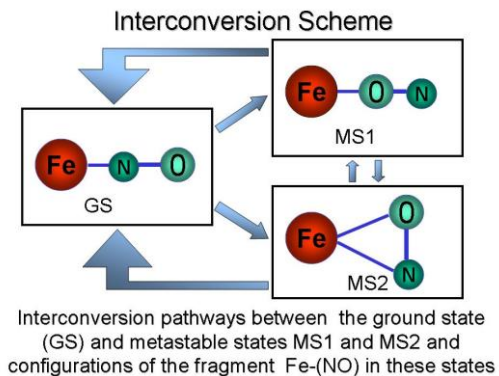 Interconversion Scheme
Fe O N
MS1
Fe N O
GS
Fe O
N
MS2
Interconversion pathways between the ground state
(GS) and metastable states MS1 and MS2 and
configurations of the fragment Fe-(NO) in these states